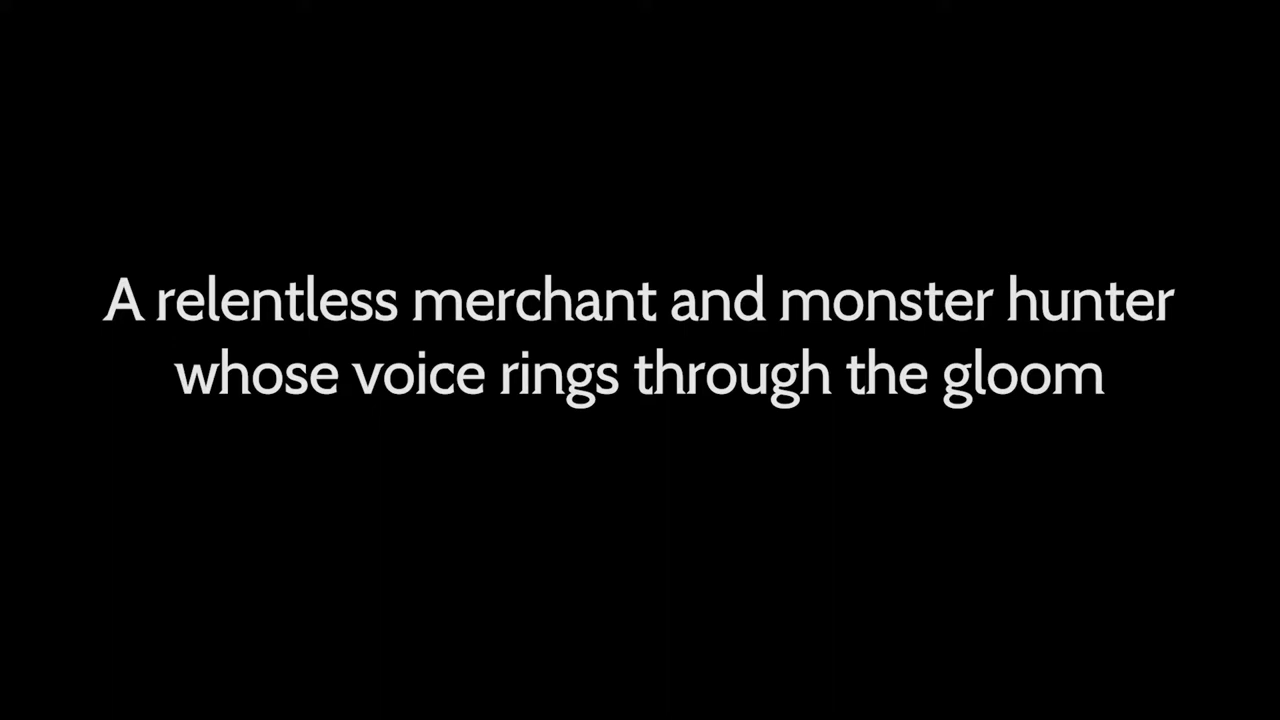 A relentless merchant and monster hunter
whose voice rings through the gloom